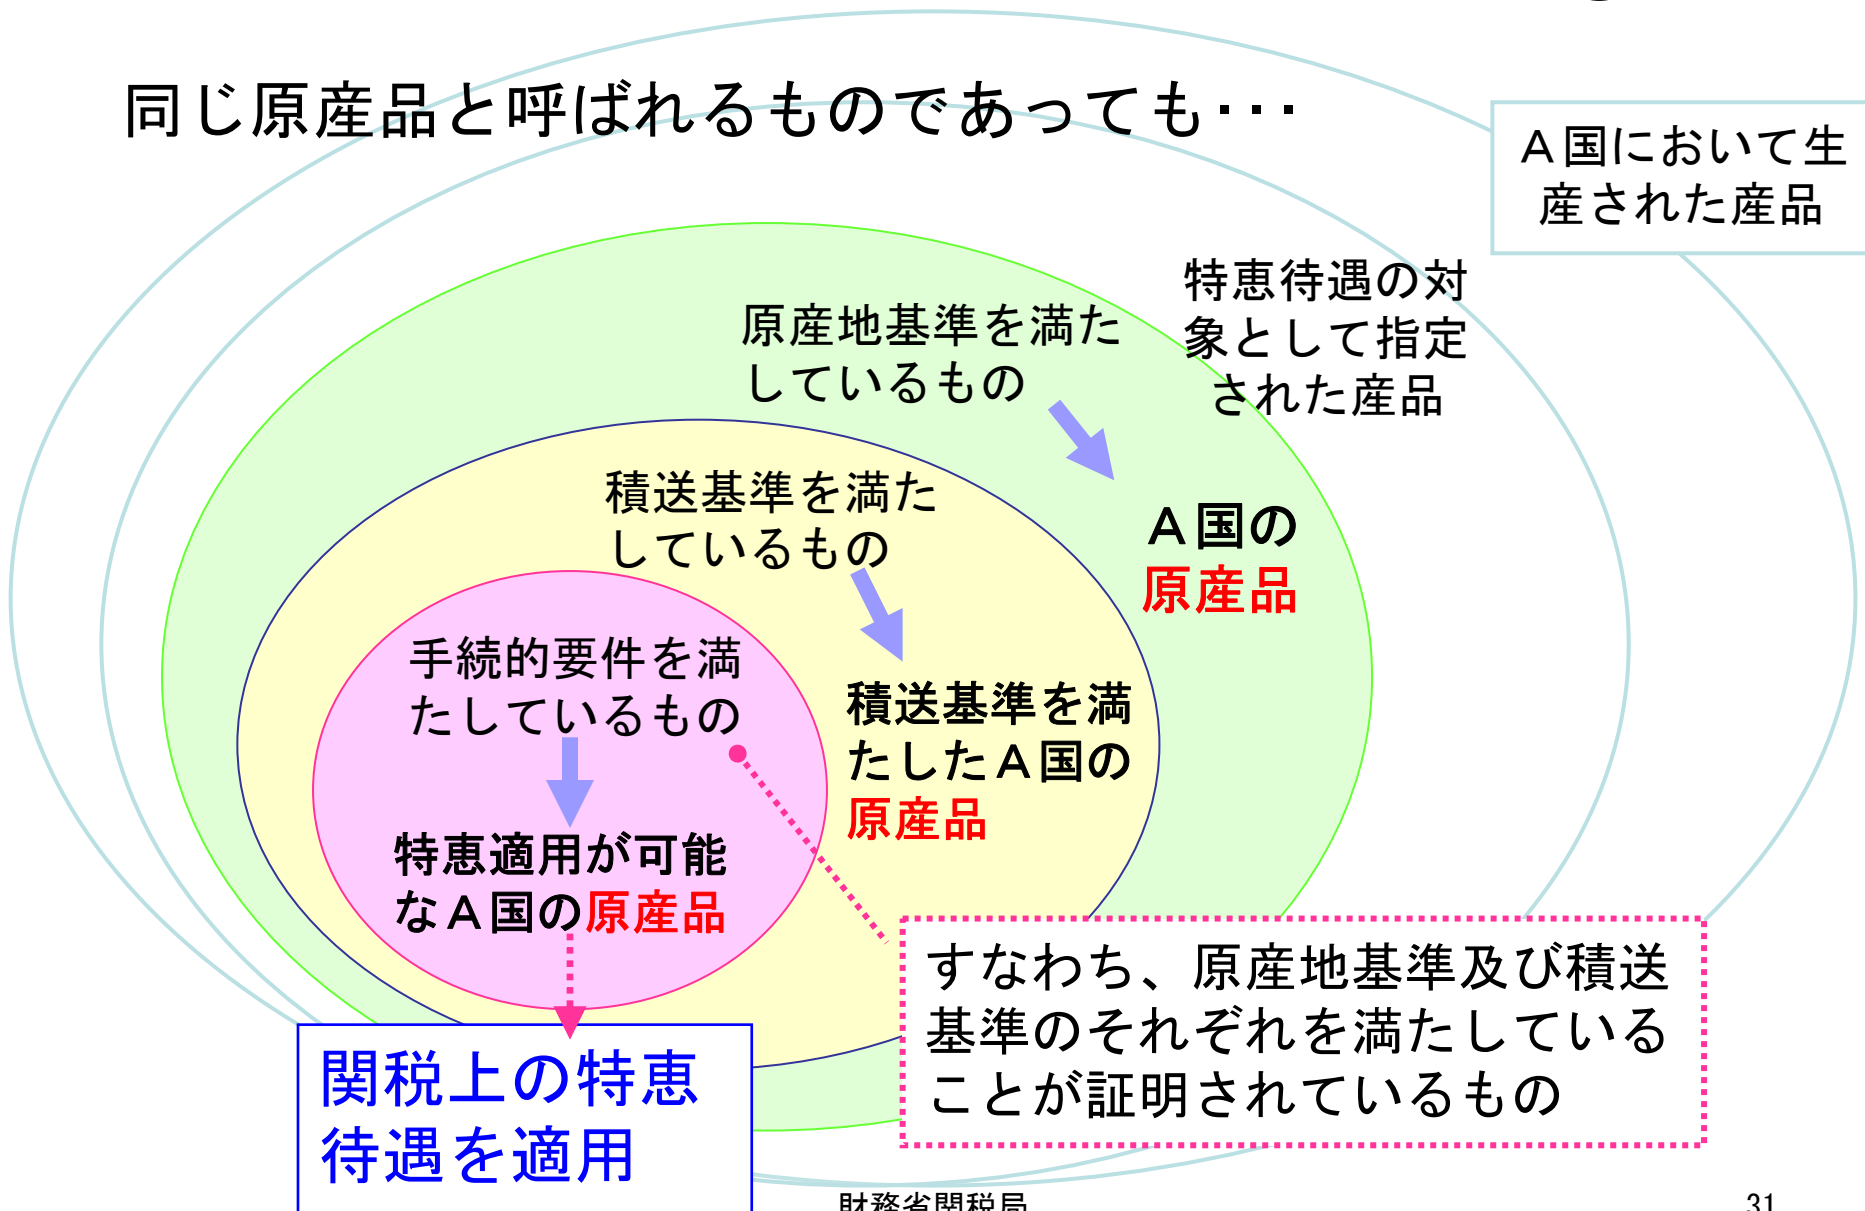 同じ原産品と呼ばれるものであっても･･･
Ａ国において生
産された産品
特恵待遇の対
象として指定
された産品
原産地基準を満た
しているもの
Ａ国の
原産品
積送基準を満た
しているもの
積送基準を満
たしたＡ国の
原産品
手続的要件を満
たしているもの
特恵適用が可能
なＡ国の原産品
すなわち、原産地基準及び積送
基準のそれぞれを満たしている
ことが証明されているもの
関税上の特恵
待遇を適用
財務省関税局
31